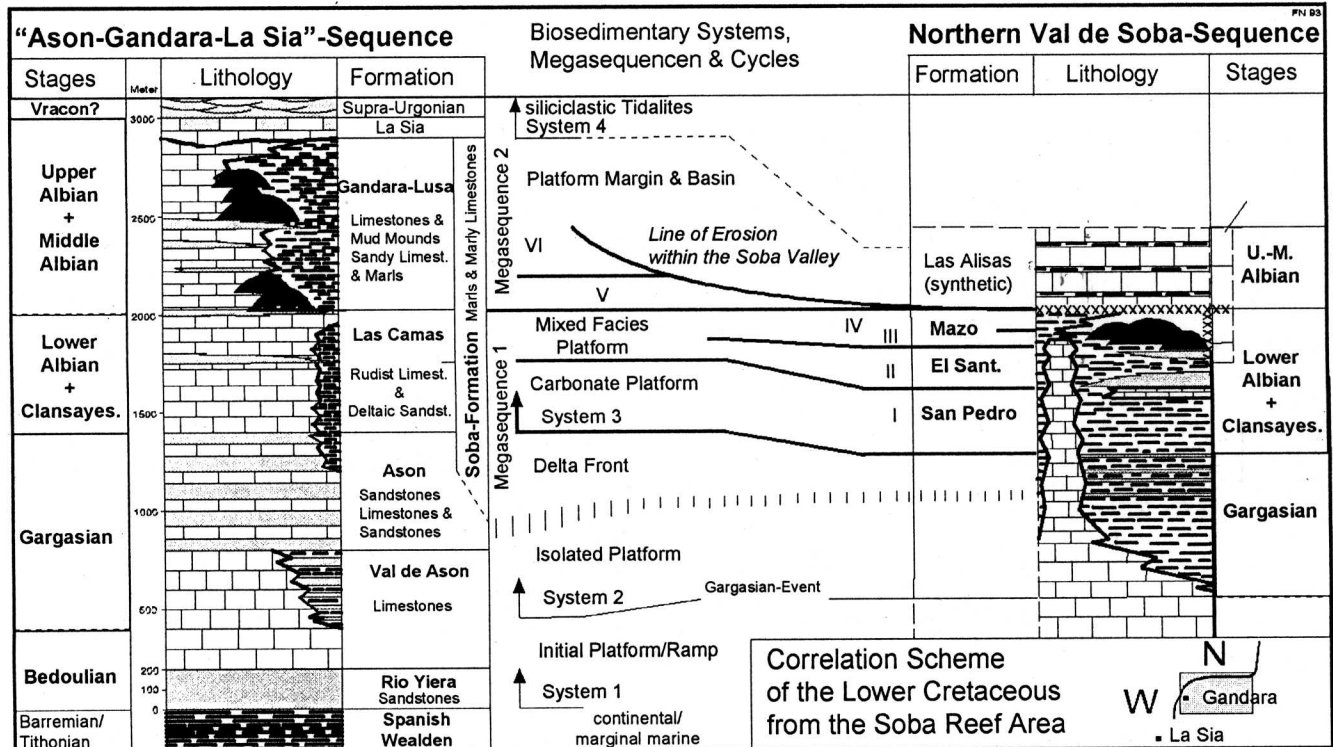 FN 93
"Ason-Gandara-La Sia"-Sequence
Biosedimentary Systems,
Megasequencen & Cycles
Northern Val de Soba-Sequence
Stages
Meter
Lithology
Formation
Formation
Lithology
Stages
Vracon?
3000
Supra-Urgonian
La Sia
siliciclastic Tidalites
System 4
Upper
Albian
+
Middle
Albian
2500
Gandara-Lusa
Limestones &
Mud Mounds
Sandy Limest.
& Marls
Soba-Formation Marls & Marly Limestones
Megasequence 2
Platform Margin & Basin
VI
Line of Erosion
within the Soba Valley
V
Las Alisas
(synthetic)
U.-M.
Albian
2000
Lower
Albian
+
Clansayes.
1500
Las Camas
Rudist Limest.
&
Deltaic Sandst.
Megasequence 1
Mixed Facies
Platform
IV
III
Mazo
Carbonate Platform
II
El Sant.
System 3
I
San Pedro
Lower
Albian
+
Clansayes.
Gargasian
1000
Ason
Sandstones
Limestones &
Sandstones
Delta Front
Gargasian
Isolated Platform
Val de Ason
Limestones
500
System 2
Gargasian-Event
Bedoulian
200
100
0
Initial Platform/Ramp
Rio Yiera
Sandstones
System 1
Barremian/
Tithonian
Spanish
Wealden
continental/
marginal marine
Correlation Scheme
of the Lower Cretaceous
from the Soba Reef Area
N
W
Gandara
La Sia